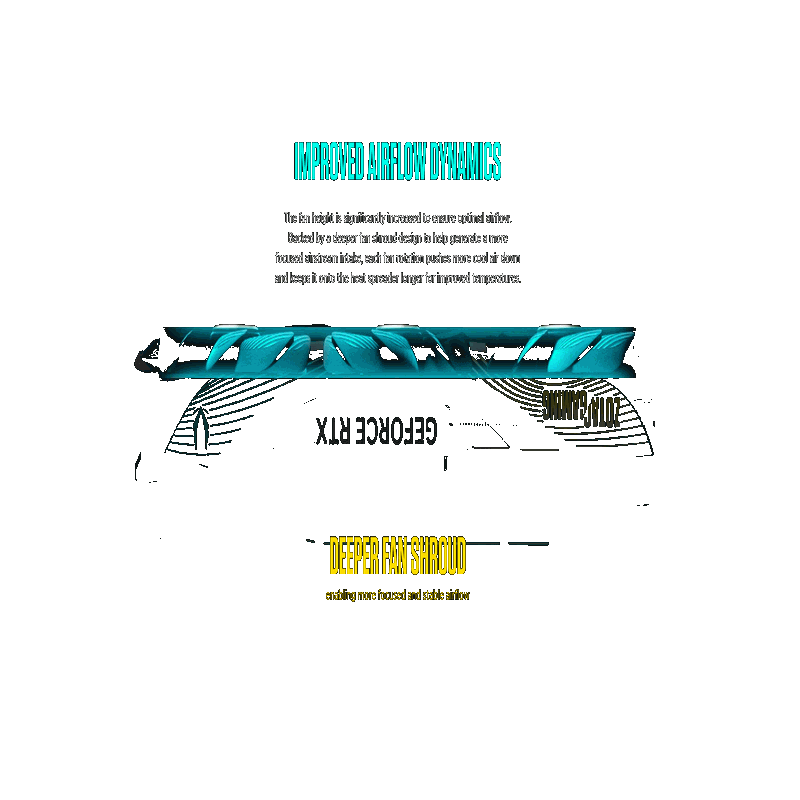 IMPROVED AIRFLOW DYNAMICS
The fan height is significantly increased to ensure optimal airflow.
Backed by a deeper fan shroud design to help generate a more
focused airstream intake, each fan rotation pushes more cool air down
and keeps it onto the heat spreader longer for improved temperatures.
ZOTAC GAMING
GEFORCE RTX
DEEPER FAN SHROUD
enabling more focused and stable airflow